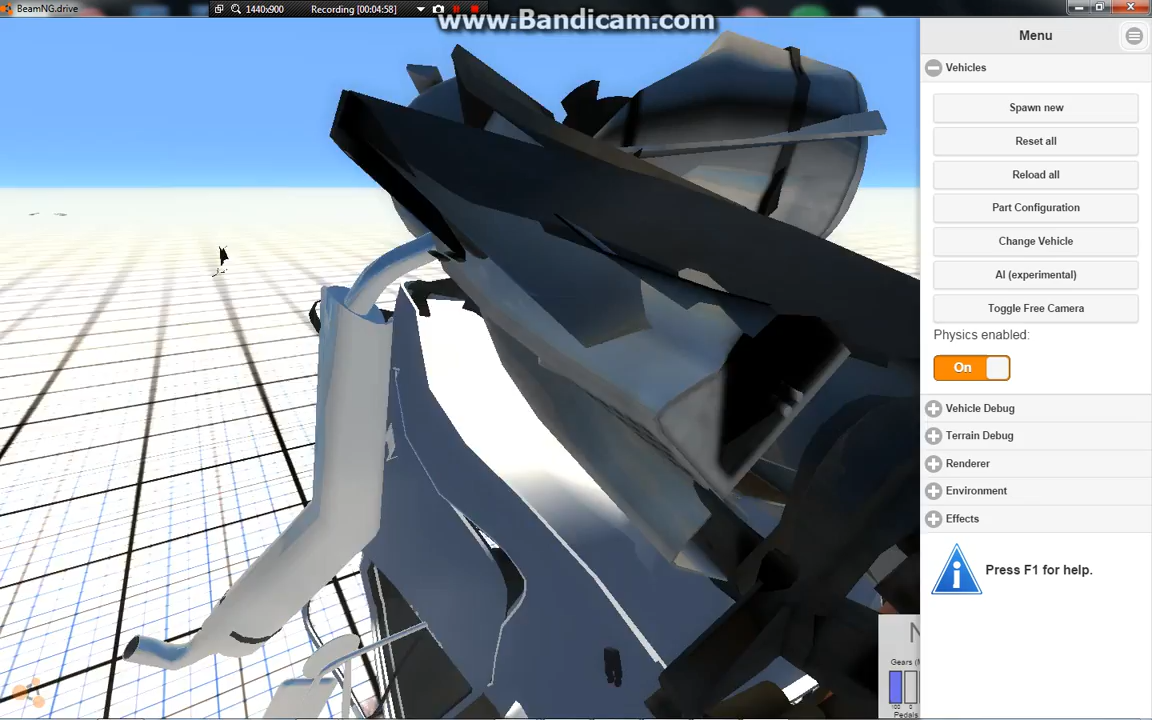 BeamNG.drive
1440x900
Recording [00:04:58]
www.Bandicam.com
Menu
Vehicles
Spawn new
Reset all
Reload all
Part Configuration
Change Vehicle
AI (experimental)
Toggle Free Camera
Physics enabled:
On
Vehicle Debug
Terrain Debug
Renderer
Environment
Effects
Press F1 for help.
N
Gears (
100 0
Pedals